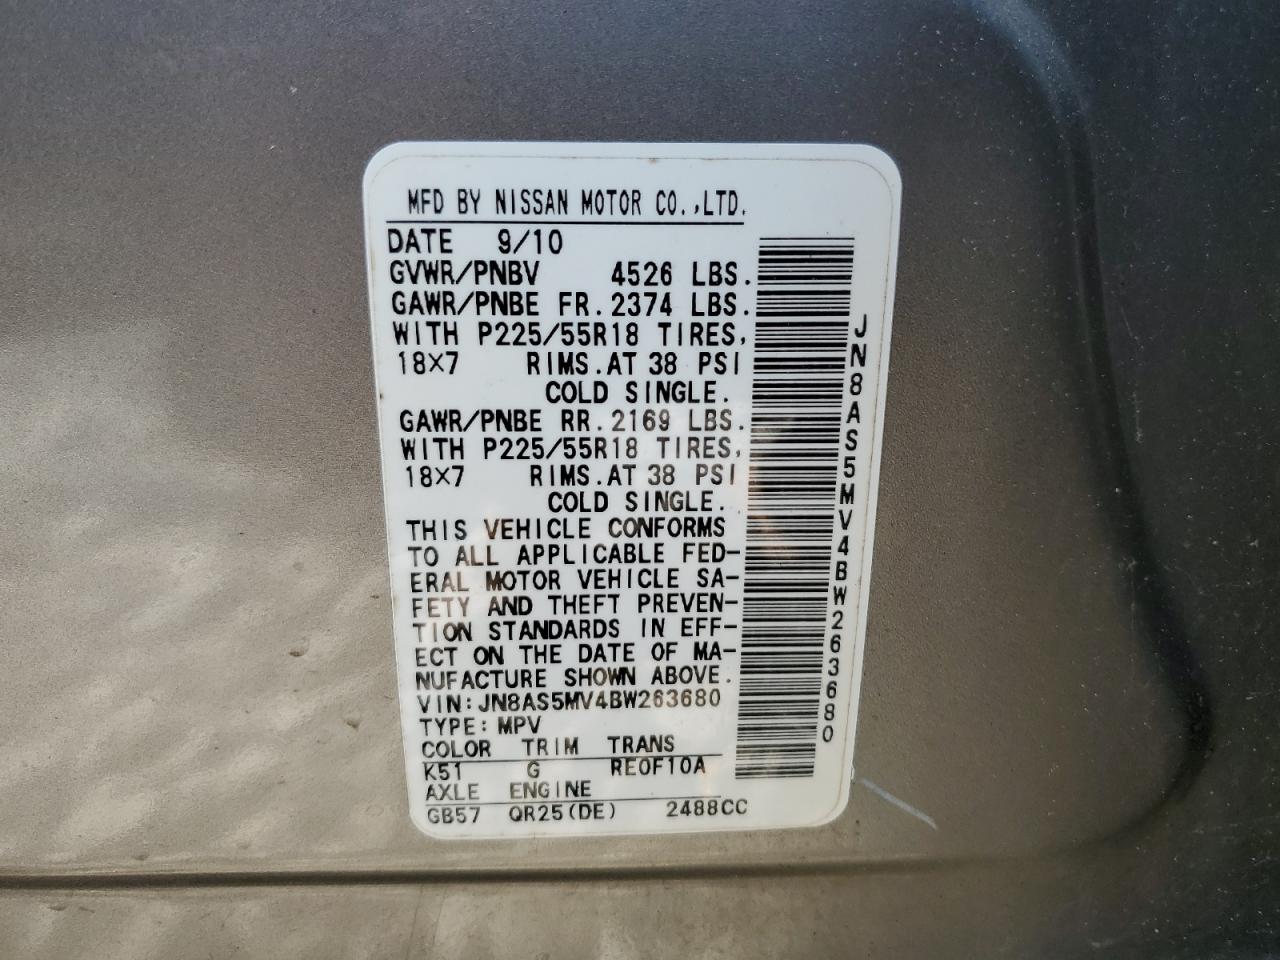 MFD BY NISSAN MOTOR CO.,LTD.
DATE 9/10
GVWR/PNBV 4526 LBS.
GAWR/PNBE FR. 2374 LBS.
WITH P225/55R18 TIRES,
18X7 RIMS. AT 38 PSI
COLD SINGLE.
GAWR/PNBE RR. 2169 LBS.
WITH P225/55R18 TIRES,
18X7 RIMS. AT 38 PSI
COLD SINGLE.
THIS VEHICLE CONFORMS
TO ALL APPLICABLE FED-
ERAL MOTOR VEHICLE SA-
FETY AND THEFT PREVEN-
TION STANDARDS IN EFF-
ECT ON THE DATE OF MA-
NUFACTURE SHOWN ABOVE.
VIN: JN8AS5MV4BW263680
TYPE: MPV
COLOR TRIM TRANS
K51 G RE0F10A
AXLE ENGINE
GB57 QR25(DE) 2488CC
JN8AS5MV4BW263680